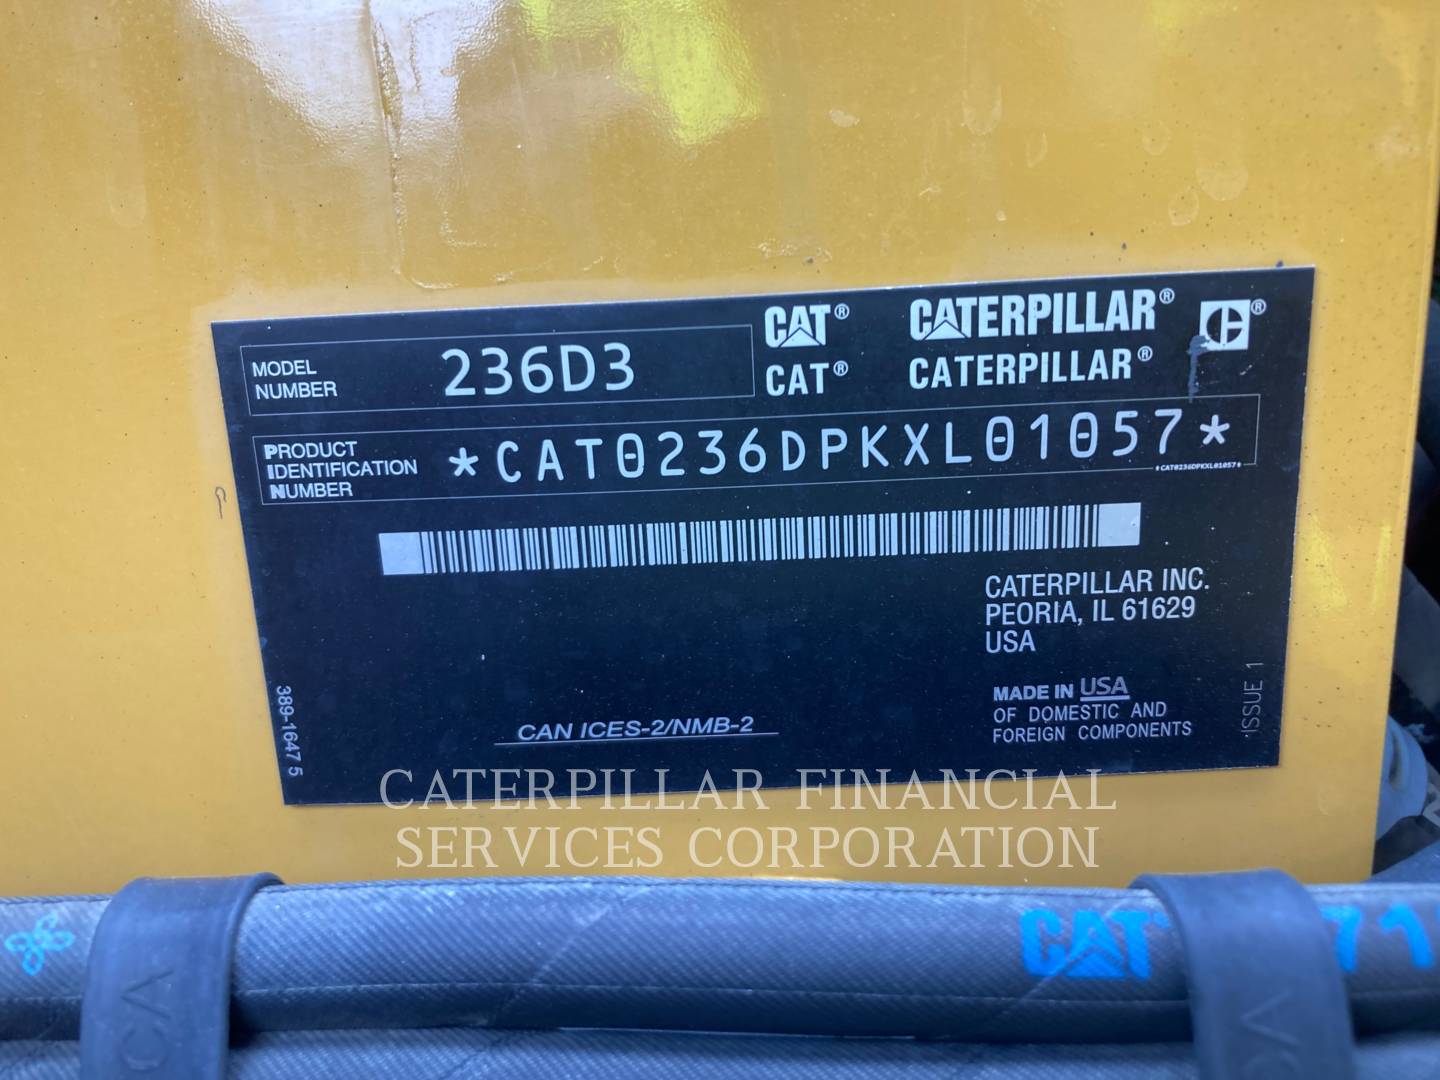 CAT® CATERPILLAR® ®
MODEL NUMBER 236D3
CAT® CATERPILLAR®
PRODUCT IDENTIFICATION NUMBER *CAT0236DPKXL01057*
*CAT0236DPKXL01057*
CATERPILLAR INC.
PEORIA, IL 61629
USA
MADE IN USA
OF DOMESTIC AND
FOREIGN COMPONENTS
ISSUE 1
389-1647 5
CAN ICES-2/NMB-2
CATERPILLAR FINANCIAL
SERVICES CORPORATION
CAT 71